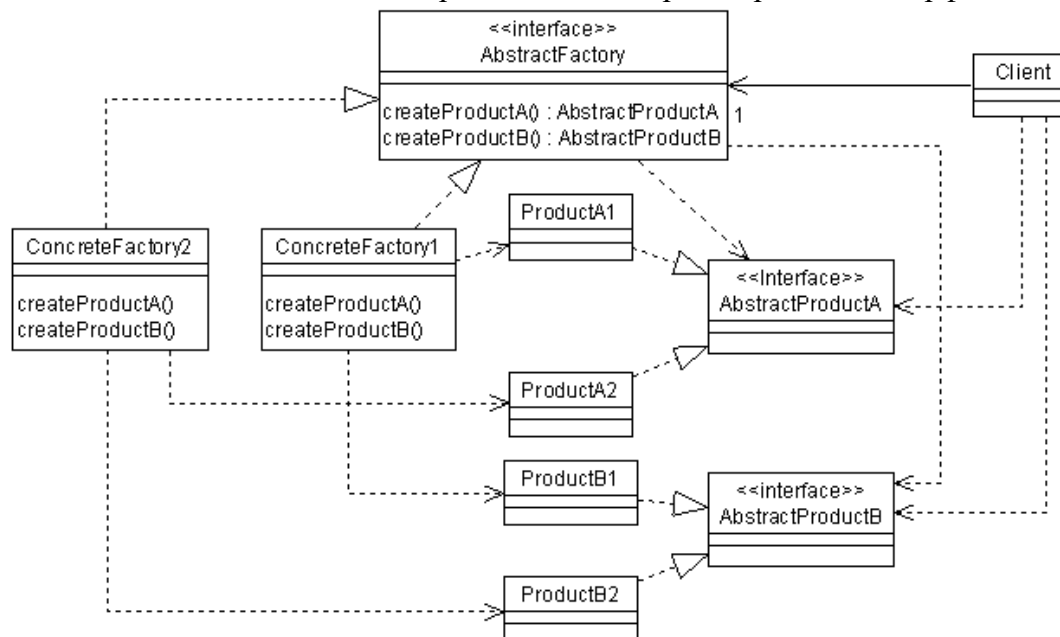 <<interface>>
AbstractFactory
createProductA() : AbstractProductA
createProductB() : AbstractProductB
Client
1
ProductA1
ConcreteFactory2
createProductA()
createProductB()
ConcreteFactory1
createProductA()
createProductB()
<<Interface>>
AbstractProductA
ProductA2
ProductB1
<<interface>>
AbstractProductB
ProductB2